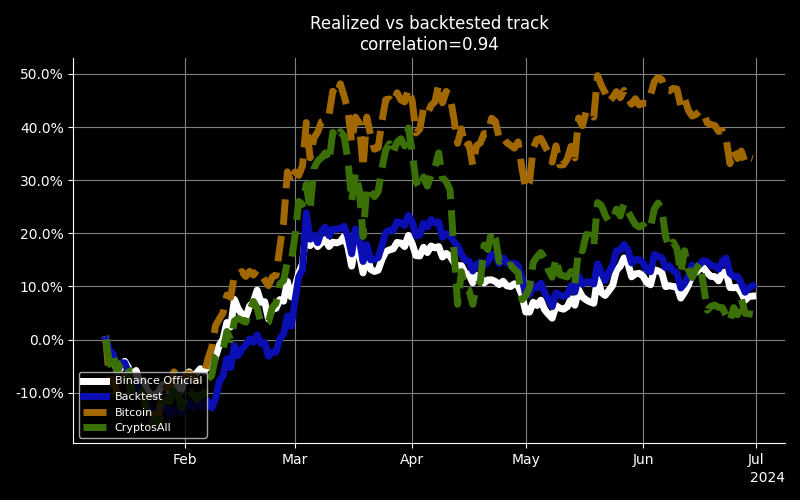 Realized vs backtested track
correlation=0.94
50.0%
40.0%
30.0%
20.0%
10.0%
0.0%
-10.0%
Binance Official
Backtest
Bitcoin
CryptosAll
Feb
Mar
Apr
May
Jun
Jul
2024